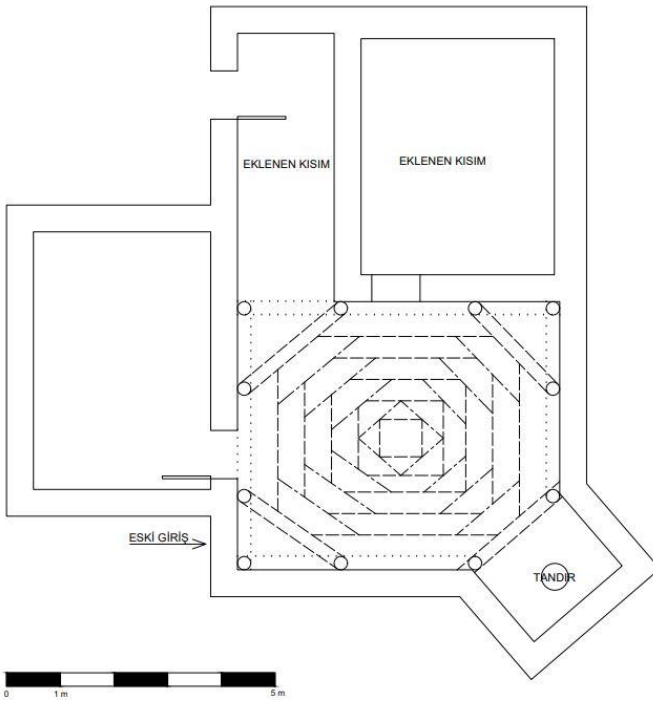 EKLENEN KISIM
EKLENEN KISIM
ESKİ GİRİŞ
TANDIR
0 1 m 5 m